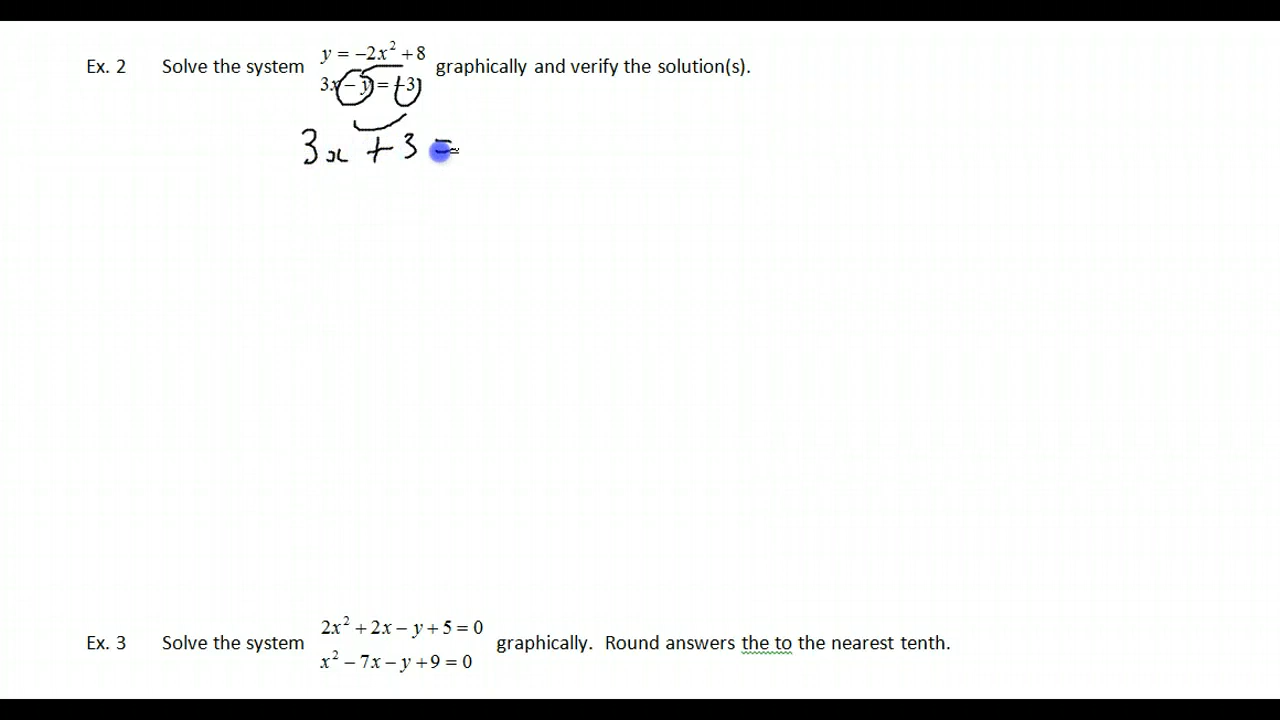 Ex. 2 Solve the system y = −2x² + 8 graphically and verify the solution(s).
3x − y = −3
3x + 3 =
Ex. 3 Solve the system 2x² + 2x − y + 5 = 0 graphically. Round answers the to the nearest tenth.
x² − 7x − y + 9 = 0